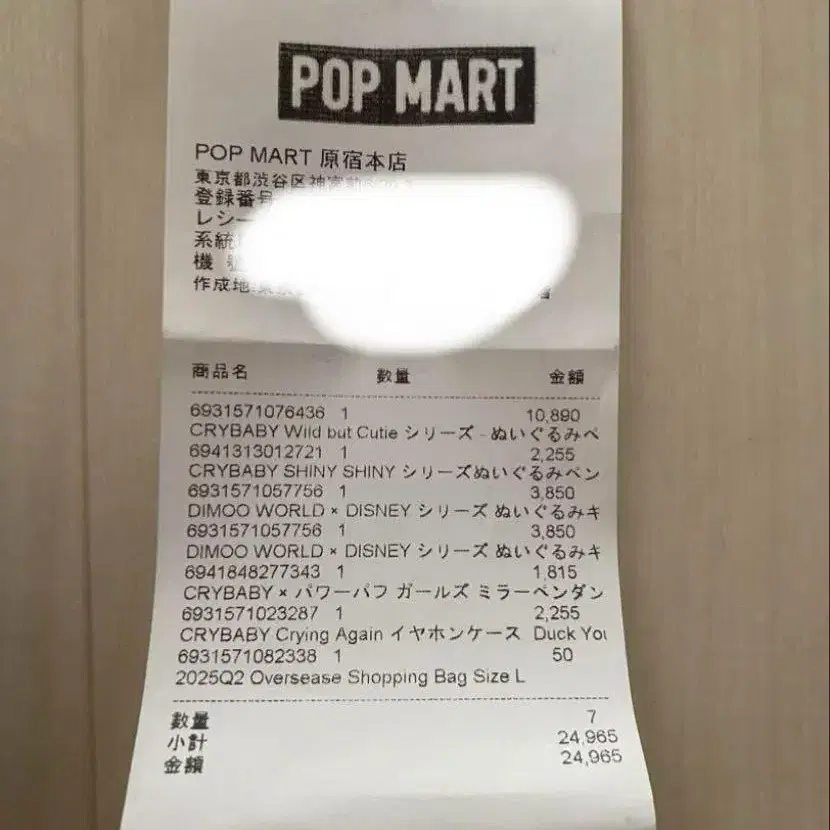 POP MART
POP MART 原宿本店
東京都渋谷区神宮前
登録番号
レシー
系統
機 號
作成地:東京
商品名 数量 金額
6931571076436 1 10,890
CRYBABY Wild but Cutie シリーズ - ぬいぐるみペ
6941313012721 1 2,255
CRYBABY SHINY SHINY シリーズぬいぐるみペン
6931571057756 1 3,850
DIMOO WORLD × DISNEY シリーズ ぬいぐるみキ
6931571057756 1 3,850
DIMOO WORLD × DISNEY シリーズ ぬいぐるみキ
6941848277343 1 1,815
CRYBABY × パワーパフ ガールズ ミラーペンダン
6931571023287 1 2,255
CRYBABY Crying Again イヤホンケース Duck You
6931571082338 1 50
2025Q2 Oversease Shopping Bag Size L
數量 7
小計 24,965
金額 24,965